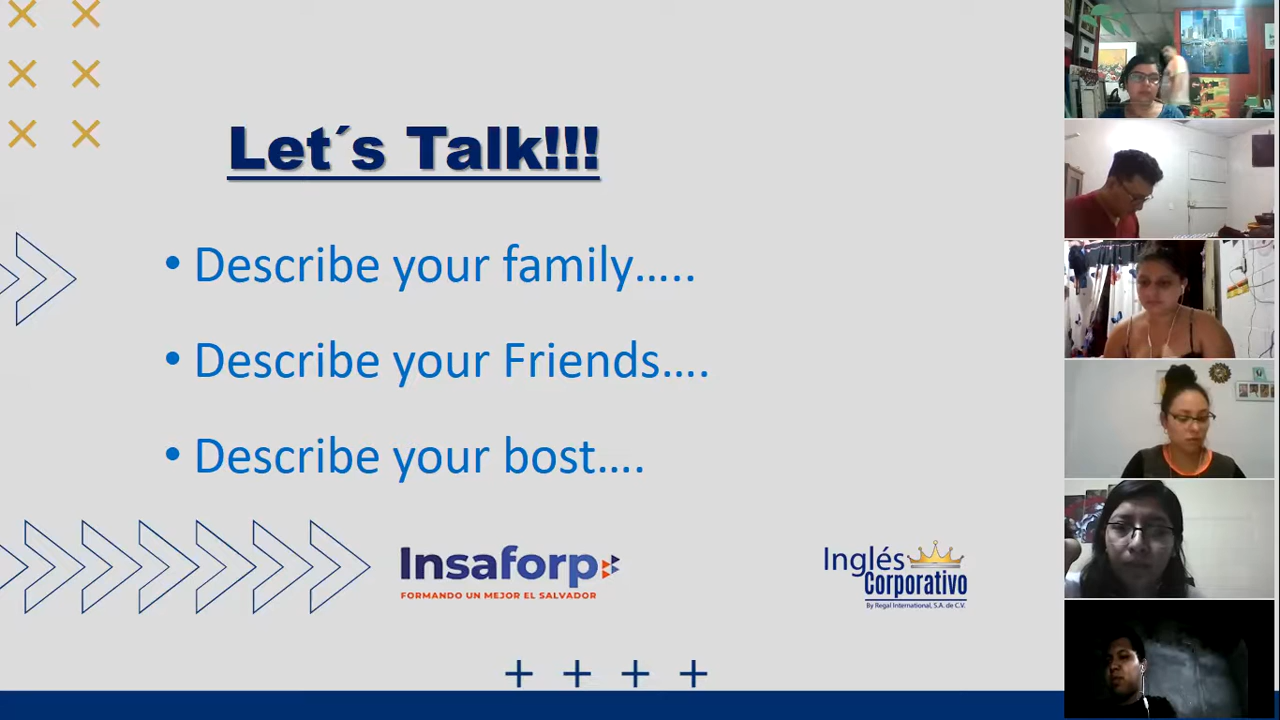 Let´s Talk!!!
• Describe your family.....
• Describe your Friends....
• Describe your bost....
Insaforp
FORMANDO UN MEJOR EL SALVADOR
Inglés
Corporativo
By Regal International, S.A. de C.V.